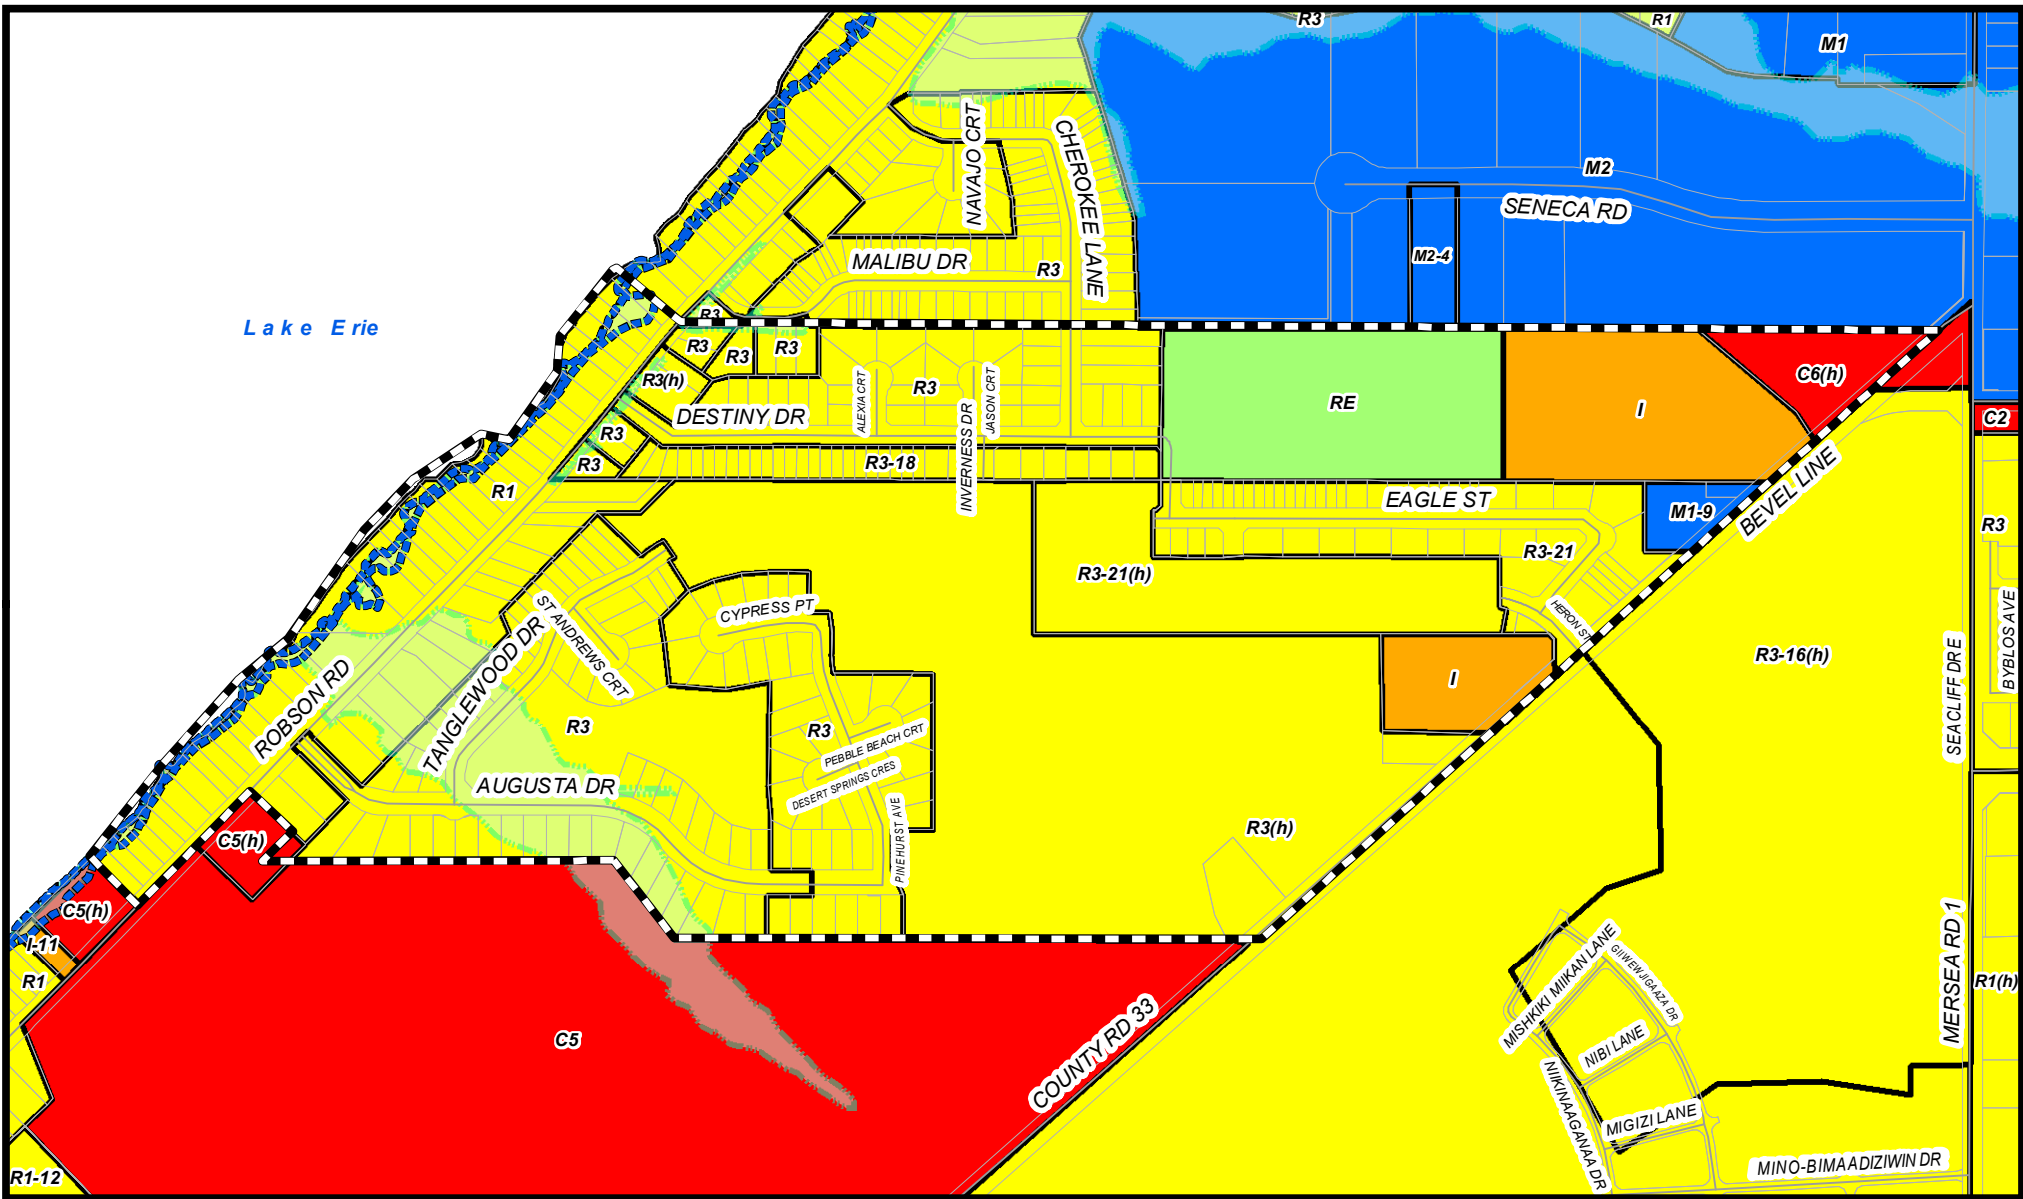 R3
R1
M1
NAVAJO CRT
CHEROKEE LANE
M2
SENECA RD
MALIBU DR
R3
M2-4
Lake Erie
R3
R3
R3
R3
R3(h)
ALEXIA CRT
R3
JASON CRT
RE
I
C6(h)
C2
DESTINY DR
INVERNESS DR
R3
R3
R3-18
R1
EAGLE ST
M1-9
BEVEL LINE
R3
R3-21
R3-21(h)
CYPRESS PT
ST ANDREWS CRT
HERON ST
BYBLOS AVE
R3-16(h)
SEACLIFF DR E
TANGLEWOOD DR
ROBSON RD
I
R3
R3
PEBBLE BEACH CRT
DESERT SPRINGS CRES
AUGUSTA DR
PINEHURST AVE
R3(h)
C5(h)
C5(h)
I-11
R1
MERSEA RD 1
R1(h)
MISHKIKI MIIKAN LANE
GIIWEWJIGAAZA DR
C5
COUNTY RD 33
NIBI LANE
NIIKINAAGANAA DR
MIGIZI LANE
MINO-BIMAADIZIWIN DR
R1-12